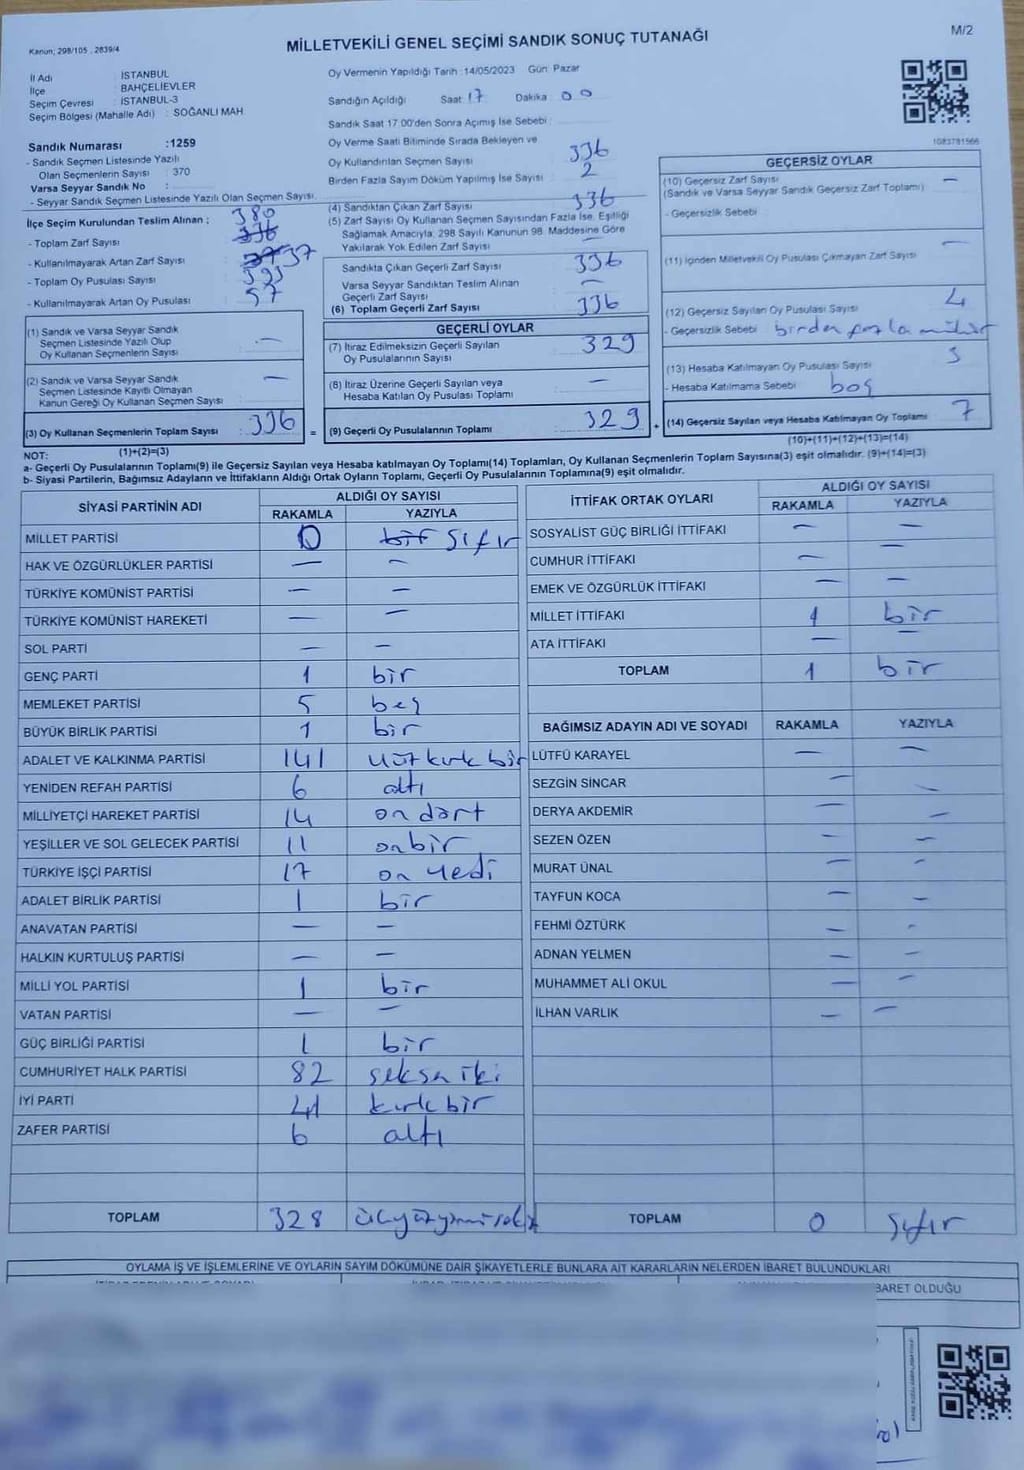 Kanun; 298/105 , 2839/4
MİLLETVEKİLİ GENEL SEÇİMİ SANDIK SONUÇ TUTANAĞI
M/2
İl Adı : İSTANBUL
İlçe : BAHÇELİEVLER
Seçim Çevresi : İSTANBUL-3
Seçim Bölgesi (Mahalle Adı) : SOĞANLI MAH
Sandık Numarası :1259
- Sandık Seçmen Listesinde Yazılı
Olan Seçmenlerin Sayısı : 370
Varsa Seyyar Sandık No :
- Seyyar Sandık Seçmen Listesinde Yazılı Olan Seçmen Sayısı:
İlçe Seçim Kurulundan Teslim Alınan ; 380
- Toplam Zarf Sayısı : 336
- Kullanılmayarak Artan Zarf Sayısı : 37
- Toplam Oy Pusulası Sayısı : 393
- Kullanılmayarak Artan Oy Pusulası : 57
Oy Vermenin Yapıldığı Tarih :14/05/2023 Gün: Pazar
Sandığın Açıldığı Saat: 17 Dakika: 00
Sandık Saat 17:00'den Sonra Açılmış İse Sebebi :
Oy Verme Saati Bitiminde Sırada Bekleyen ve
Oy Kullandırılan Seçmen Sayısı : 336
Birden Fazla Sayım Döküm Yapılmış İse Sayısı : 2
(4) Sandıktan Çıkan Zarf Sayısı : 336
(5) Zarf Sayısı Oy Kullanan Seçmen Sayısından Fazla İse, Eşitliği
Sağlamak Amacıyla; 298 Sayılı Kanunun 98. Maddesine Göre
Yakılarak Yok Edilen Zarf Sayısı : —
Sandıkta Çıkan Geçerli Zarf Sayısı : 336
Varsa Seyyar Sandıktan Teslim Alınan
Geçerli Zarf Sayısı : —
(6) Toplam Geçerli Zarf Sayısı : 336
1083781566
GEÇERSİZ OYLAR
(10) Geçersiz Zarf Sayısı : —
(Sandık ve Varsa Seyyar Sandık Geçersiz Zarf Toplamı)
- Geçersizlik Sebebi :
(11) İçinden Milletvekili Oy Pusulası Çıkmayan Zarf Sayısı : —
(12) Geçersiz Sayılan Oy Pusulası Sayısı : 4
- Geçersizlik Sebebi : birden fazla mühür
(13) Hesaba Katılmayan Oy Pusulası Sayısı : 3
- Hesaba Katılmama Sebebi : boş
(14) Geçersiz Sayılan veya Hesaba Katılmayan Oy Toplamı : 7
(10)+(11)+(12)+(13)=(14)
(1) Sandık ve Varsa Seyyar Sandık
Seçmen Listesinde Yazılı Olup
Oy Kullanan Seçmenlerin Sayısı : —
(2) Sandık ve Varsa Seyyar Sandık
Seçmen Listesinde Kayıtlı Olmayan
Kanun Gereği Oy Kullanan Seçmen Sayısı : —
(3) Oy Kullanan Seçmenlerin Toplam Sayısı : 336
(1)+(2)=(3)
GEÇERLİ OYLAR
(7) İtiraz Edilmeksizin Geçerli Sayılan
Oy Pusulalarının Sayısı : 329
(8) İtiraz Üzerine Geçerli Sayılan veya
Hesaba Katılan Oy Pusulası Toplamı : —
(9) Geçerli Oy Pusulalarının Toplamı : 329
NOT:
a- Geçerli Oy Pusulalarının Toplamı(9) ile Geçersiz Sayılan veya Hesaba katılmayan Oy Toplamı(14) Toplamları, Oy Kullanan Seçmenlerin Toplam Sayısına(3) eşit olmalıdır. (9)+(14)=(3)
b- Siyasi Partilerin, Bağımsız Adayların ve İttifakların Aldığı Ortak Oyların Toplamı, Geçerli Oy Pusulalarının Toplamına(9) eşit olmalıdır.
SİYASİ PARTİNİN ADI ALDIĞI OY SAYISI
RAKAMLA YAZIYLA
MİLLET PARTİSİ 0 bir sıfır
HAK VE ÖZGÜRLÜKLER PARTİSİ — —
TÜRKİYE KOMÜNİST PARTİSİ — —
TÜRKİYE KOMÜNİST HAREKETİ — —
SOL PARTİ — —
GENÇ PARTİ 1 bir
MEMLEKET PARTİSİ 5 beş
BÜYÜK BİRLİK PARTİSİ 1 bir
ADALET VE KALKINMA PARTİSİ 141 yüz kırk bir
YENİDEN REFAH PARTİSİ 6 altı
MİLLİYETÇİ HAREKET PARTİSİ 14 on dört
YEŞİLLER VE SOL GELECEK PARTİSİ 11 on bir
TÜRKİYE İŞÇİ PARTİSİ 17 on yedi
ADALET BİRLİK PARTİSİ 1 bir
ANAVATAN PARTİSİ — —
HALKIN KURTULUŞ PARTİSİ — —
MİLLİ YOL PARTİSİ 1 bir
VATAN PARTİSİ — —
GÜÇ BİRLİĞİ PARTİSİ 1 bir
CUMHURİYET HALK PARTİSİ 82 seksen iki
İYİ PARTİ 41 kırk bir
ZAFER PARTİSİ 6 altı
TOPLAM 328 üçyüzyirmisekiz
İTTİFAK ORTAK OYLARI ALDIĞI OY SAYISI
RAKAMLA YAZIYLA
SOSYALİST GÜÇ BİRLİĞİ İTTİFAKI — —
CUMHUR İTTİFAKI — —
EMEK VE ÖZGÜRLÜK İTTİFAKI — —
MİLLET İTTİFAKI 1 bir
ATA İTTİFAKI — —
TOPLAM 1 bir
BAĞIMSIZ ADAYIN ADI VE SOYADI RAKAMLA YAZIYLA
LÜTFÜ KARAYEL — —
SEZGİN SİNCAR — —
DERYA AKDEMİR — —
SEZEN ÖZEN — —
MURAT ÜNAL — —
TAYFUN KOCA — —
FEHMİ ÖZTÜRK — —
ADNAN YELMEN — —
MUHAMMET ALİ OKUL — —
İLHAN VARLIK — —
TOPLAM 0 sıfır
OYLAMA İŞ VE İŞLEMLERİNE VE OYLARIN SAYIM DÖKÜMÜNE DAİR ŞİKAYETLERLE BUNLARA AİT KARARLARIN NELERDEN İBARET BULUNDUKLARI
BARET OLDUĞU